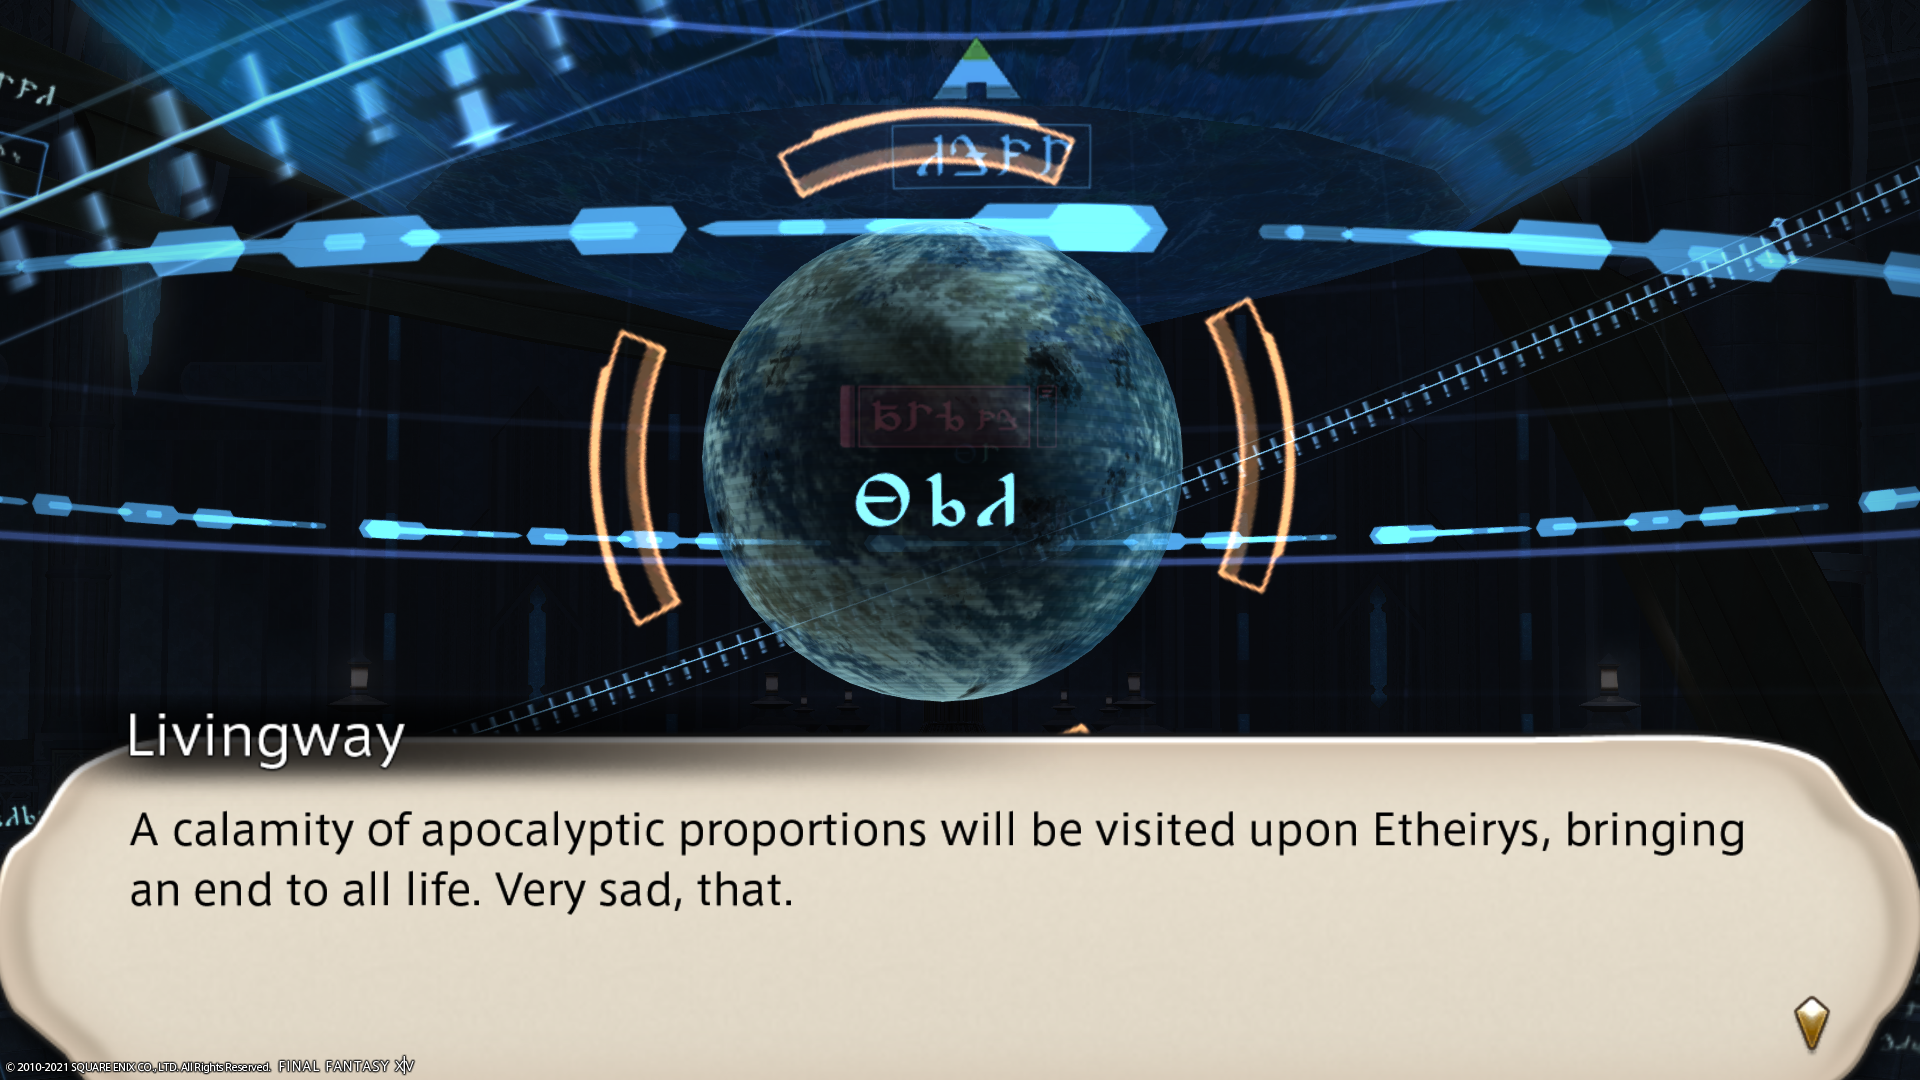 Livingway
A calamity of apocalyptic proportions will be visited upon Etheirys, bringing
an end to all life. Very sad, that.
© 2010-2021 SQUARE ENIX CO., LTD. All Rights Reserved. FINAL FANTASY XIV